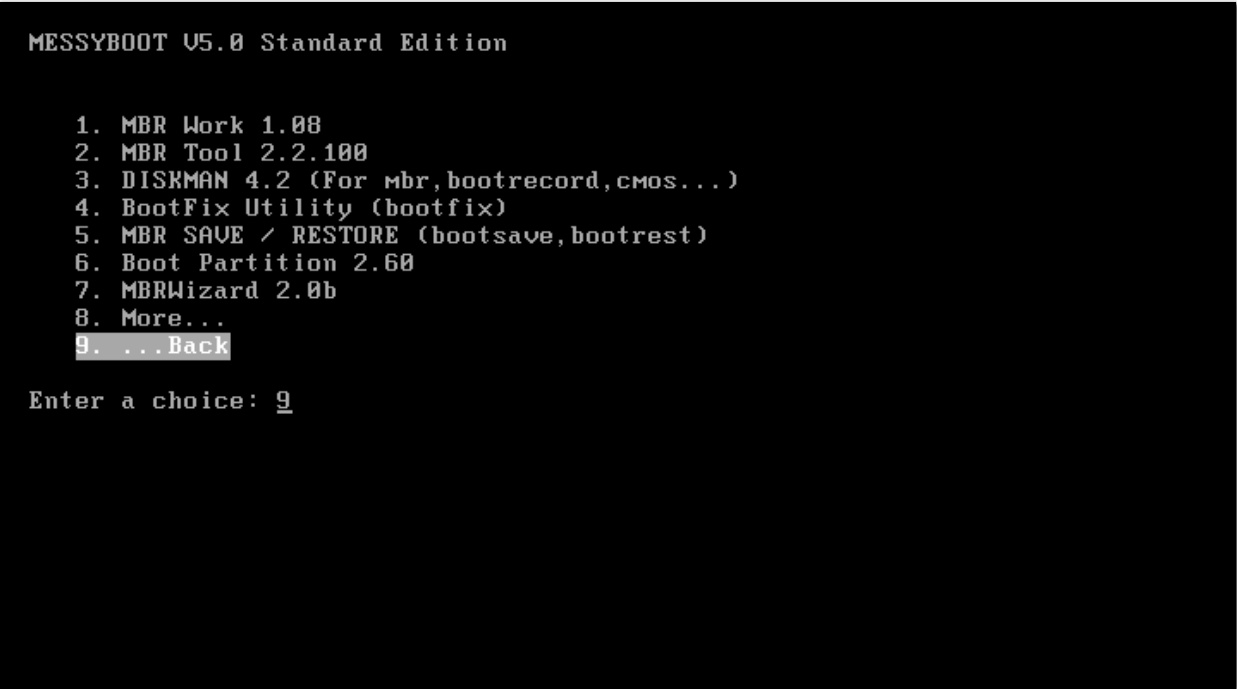 MESSYBOOT V5.0 Standard Edition
1. MBR Work 1.08
2. MBR Tool 2.2.100
3. DISKMAN 4.2 (For mbr,bootrecord,cmos...)
4. BootFix Utility (bootfix)
5. MBR SAVE / RESTORE (bootsave,bootrest)
6. Boot Partition 2.60
7. MBRWizard 2.0b
8. More...
9. ...Back
Enter a choice: 9